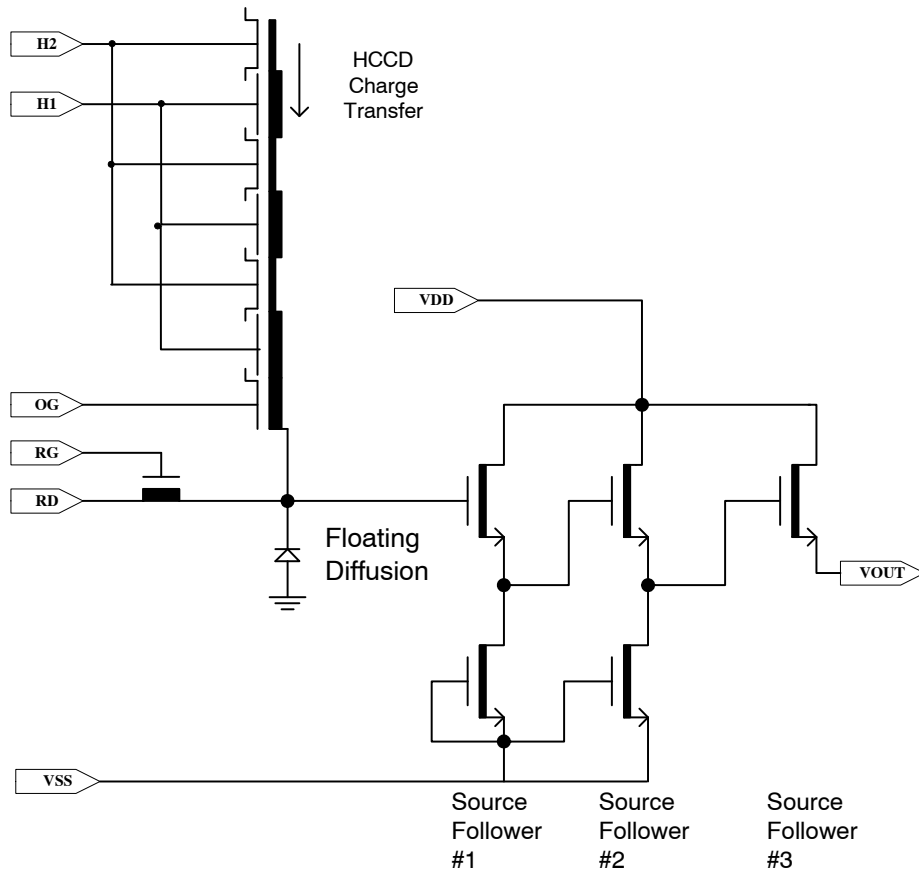 H2
HCCD
Charge
Transfer
H1
VDD
OG
RG
RD
Floating
Diffusion
VOUT
VSS
Source
Follower
#1
Source
Follower
#2
Source
Follower
#3